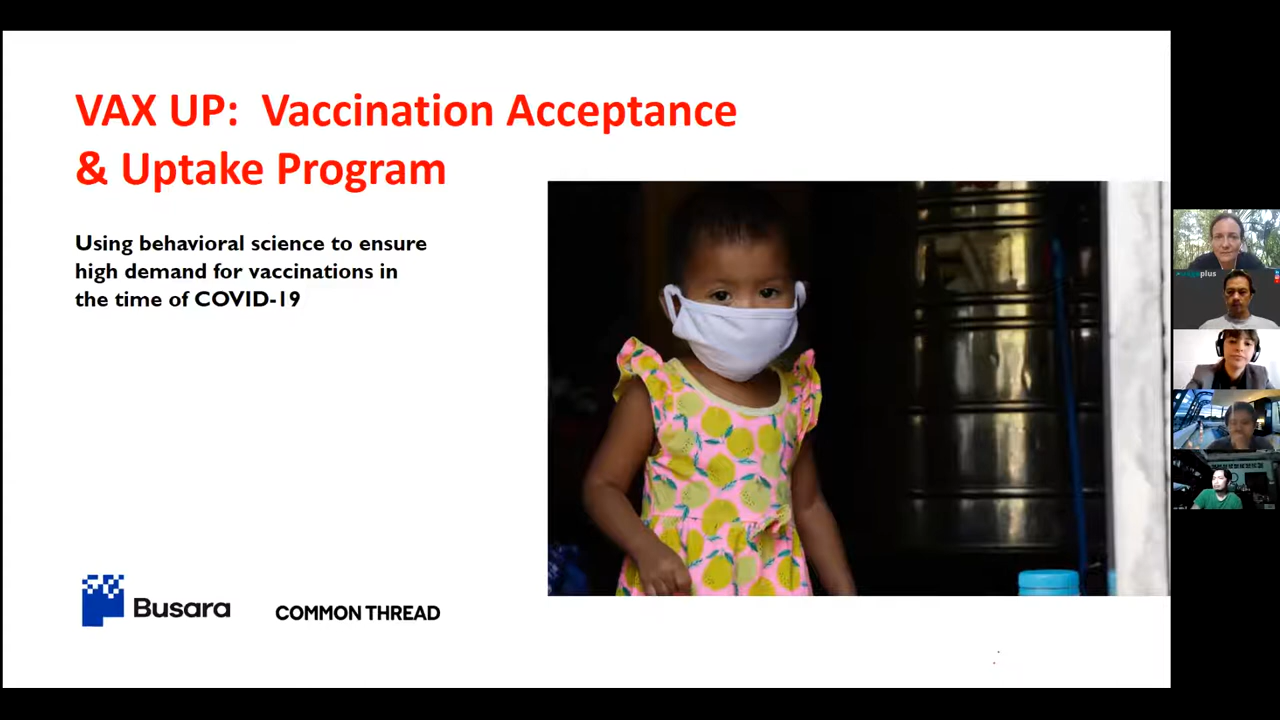 VAX UP: Vaccination Acceptance
& Uptake Program
Using behavioral science to ensure
high demand for vaccinations in
the time of COVID-19
Busara
COMMON THREAD